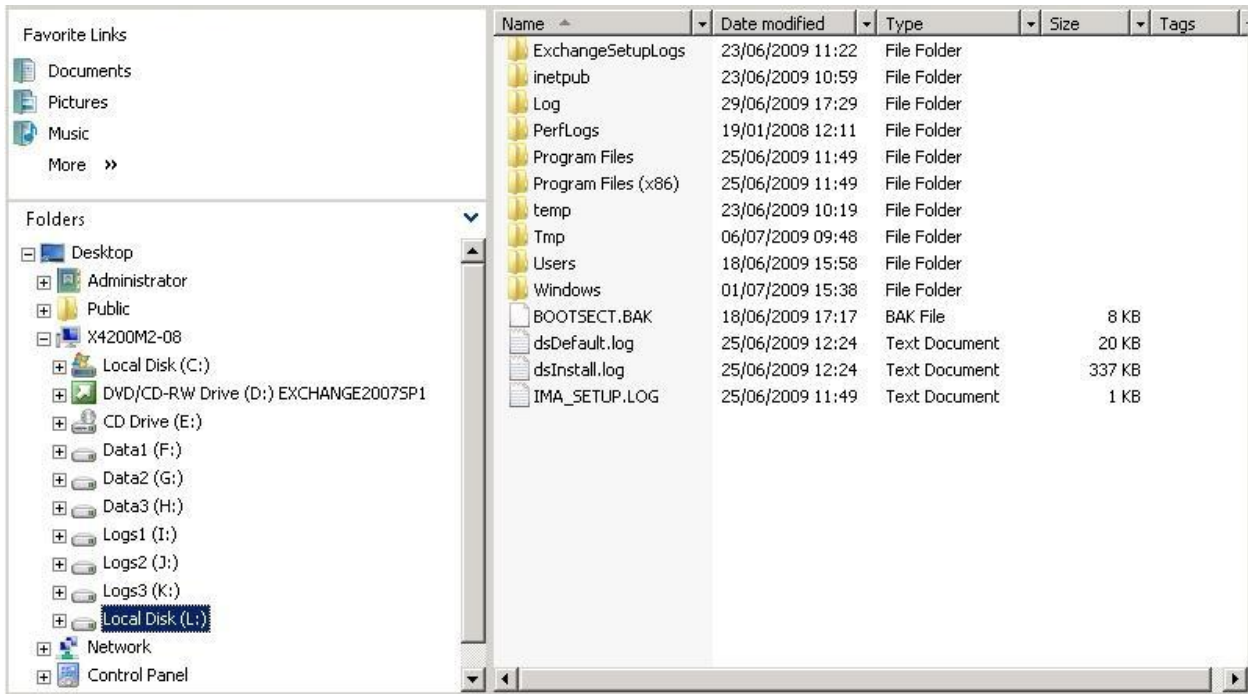 Favorite Links
Documents
Pictures
Music
More »
Folders
Desktop
Administrator
Public
X4200M2-08
Local Disk (C:)
DVD/CD-RW Drive (D:) EXCHANGE2007SP1
CD Drive (E:)
Data1 (F:)
Data2 (G:)
Data3 (H:)
Logs1 (I:)
Logs2 (J:)
Logs3 (K:)
Local Disk (L:)
Network
Control Panel
Name Date modified Type Size Tags
ExchangeSetupLogs 23/06/2009 11:22 File Folder
inetpub 23/06/2009 10:59 File Folder
Log 29/06/2009 17:29 File Folder
PerfLogs 19/01/2008 12:11 File Folder
Program Files 25/06/2009 11:49 File Folder
Program Files (x86) 25/06/2009 11:49 File Folder
temp 23/06/2009 10:19 File Folder
Tmp 06/07/2009 09:48 File Folder
Users 18/06/2009 15:58 File Folder
Windows 01/07/2009 15:38 File Folder
BOOTSECT.BAK 18/06/2009 17:17 BAK File 8 KB
dsDefault.log 25/06/2009 12:24 Text Document 20 KB
dsInstall.log 25/06/2009 12:24 Text Document 337 KB
IMA_SETUP.LOG 25/06/2009 11:49 Text Document 1 KB